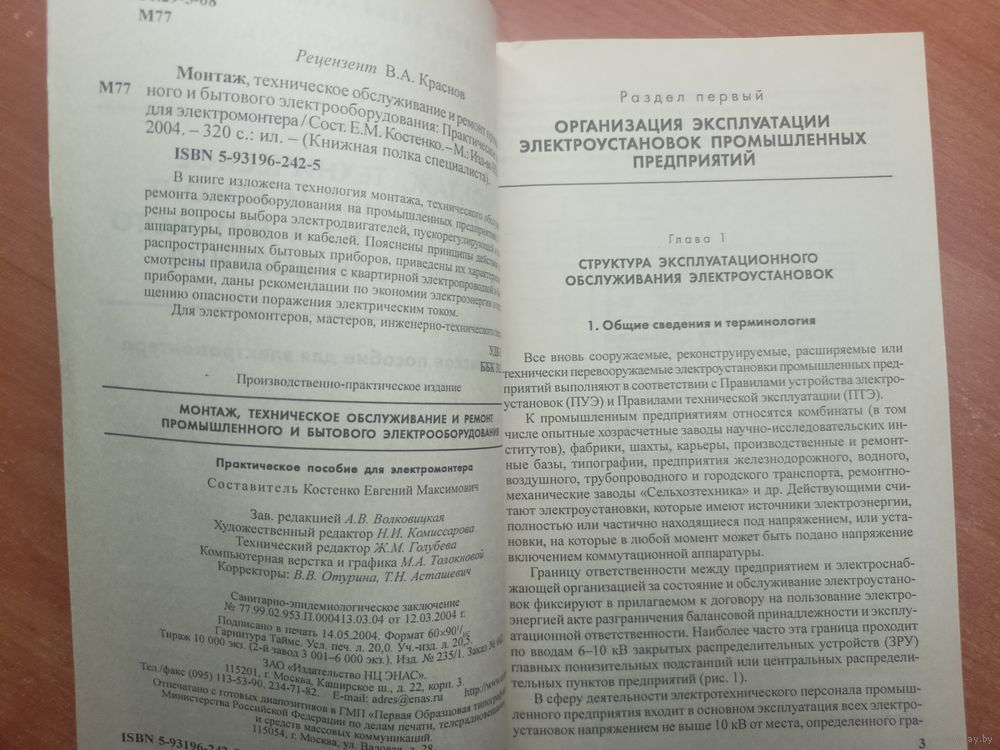 М77
Рецензент В.А. Краснов
Монтаж, техническое обслуживание и ремонт
М77 ного и бытового электрооборудования: Практическое
для электромонтера / Сост. Е.М. Костенко. – М.:
2004. – 320 с.: ил. – (Книжная полка специалиста).
ISBN 5-93196-242-5
В книге изложена технология монтажа, технического
ремонта электрооборудования на промышленных
рены вопросы выбора электродвигателей, пускорегулирующей
аппаратуры, проводов и кабелей. Пояснены принципы действия
распространенных бытовых приборов, приведены их
смотрены правила обращения с квартирной электропроводкой
приборами, даны рекомендации по экономии электроэнергии
щению опасности поражения электрическим током.
Для электромонтеров, мастеров, инженерно-технического
ББК
Производственно-практическое издание
МОНТАЖ, ТЕХНИЧЕСКОЕ ОБСЛУЖИВАНИЕ И РЕМОНТ
ПРОМЫШЛЕННОГО И БЫТОВОГО ЭЛЕКТРООБОРУДОВАНИЯ
Практическое пособие для электромонтера
Составитель Костенко Евгений Максимович
Зав. редакцией А.В. Волковицкая
Художественный редактор Н.И. Комиссарова
Технический редактор Ж.М. Голубева
Компьютерная верстка и графика М.А. Толокновой
Корректоры: В.В. Отурина, Т.Н. Асташевич
Санитарно-эпидемиологическое заключение
№ 77.99.02.953.П.000413.03.04 от 12.03.2004 г.
Подписано в печать 14.05.2004. Формат
Гарнитура Таймс. Усл. печ. л. 20,0. Уч.-изд. л. 20,5.
Тираж 10 000 экз. (2-й завод 3 001–6 000 экз.). Изд. № 235/1. Заказ №
ЗАО «Издательство НЦ ЭНАС».
115201, г. Москва, Каширский ш., д. 22, корп. 3.
Тел./факс (095) 113-53-90, 234-71-82. E-mail: adres@enas.ru
Отпечатано с готовых диапозитивов в ГМП «Первая Образцовая
Министерства Российской Федерации по делам печати, телерадиовещания
и средств массовых коммуникаций.
115054, г. Москва, ул. Валовая, д. 28
Раздел первый
ОРГАНИЗАЦИЯ ЭКСПЛУАТАЦИИ
ЭЛЕКТРОУСТАНОВОК ПРОМЫШЛЕННЫХ
ПРЕДПРИЯТИЙ
Глава 1
СТРУКТУРА ЭКСПЛУАТАЦИОННОГО
ОБСЛУЖИВАНИЯ ЭЛЕКТРОУСТАНОВОК
1. Общие сведения и терминология
Все вновь сооружаемые, реконструируемые, расширяемые или
технически перевооружаемые электроустановки промышленных пред-
приятий выполняют в соответствии с Правилами устройства электро-
установок (ПУЭ) и Правилами технической эксплуатации (ПТЭ).
К промышленным предприятиям относятся комбинаты (в том
числе опытные хозрасчетные заводы научно-исследовательских ин-
ститутов), фабрики, шахты, карьеры, производственные и ремонт-
ные базы, типографии, предприятия железнодорожного, водного,
воздушного, трубопроводного и городского транспорта, ремонтно-
механические заводы «Сельхозтехника» и др. Действующими счи-
тают электроустановки, которые имеют источники электроэнергии,
полностью или частично находящиеся под напряжением, или уста-
новки, на которые в любой момент может быть подано напряжение
включением коммутационной аппаратуры.
Границу ответственности между предприятием и электроснаб-
жающей организацией за состояние и обслуживание электроустано-
вок фиксируют в прилагаемом к договору на пользование электро-
энергией акте разграничения балансовой принадлежности и эксплу-
атационной ответственности. Наиболее часто эта граница проходит
по вводам 6–10 кВ закрытых распределительных устройств (ЗРУ)
главных понизительных подстанций или центральных распредели-
тельных пунктов предприятий (рис. 1).
В сферу деятельности электротехнического персонала промыш-
ленного предприятия входит в основном эксплуатация всех электро-
установок напряжением не выше 10 кВ от места, определенного гра-
3